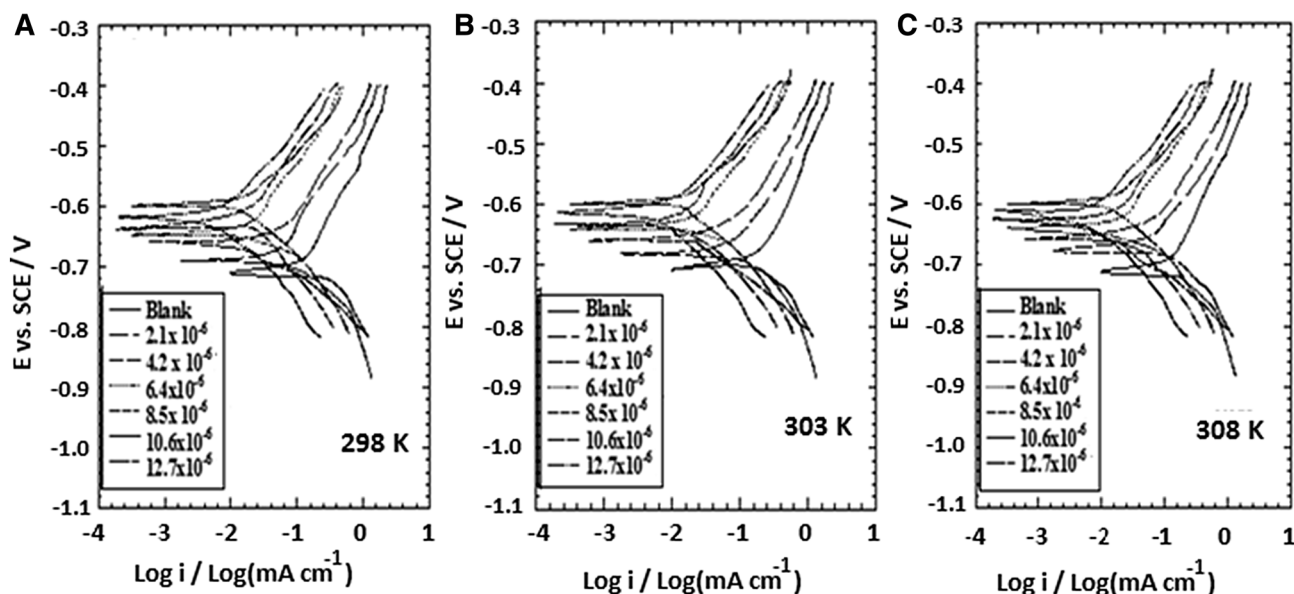 A
-0.3
-0.4
-0.5
-0.6
-0.7
-0.8
-0.9
-1.0
-1.1
E vs. SCE / V
Blank
2.1x 10-6
4.2 x 10-6
6.4x10-6
8.5x 10-6
10.6x10-6
12.7x10-6
298 K
-4 -3 -2 -1 0 1
Log i / Log(mA cm-1)
B
-0.3
-0.4
-0.5
-0.6
-0.7
-0.8
-0.9
-1.0
-1.1
E vs. SCE / V
Blank
2.1x 10-6
4.2 x 10-6
6.4x10-6
8.5x 10-6
10.6x10-6
12.7x10-6
303 K
-4 -3 -2 -1 0 1
Log i / Log(mA cm-1)
C
-0.3
-0.4
-0.5
-0.6
-0.7
-0.8
-0.9
-1.0
-1.1
E vs. SCE / V
Blank
2.1x 10-6
4.2 x 10-6
6.4x10-6
8.5x 10-6
10.6x10-6
12.7x10-6
308 K
-4 -3 -2 -1 0 1
Log i / Log(mA cm-1)